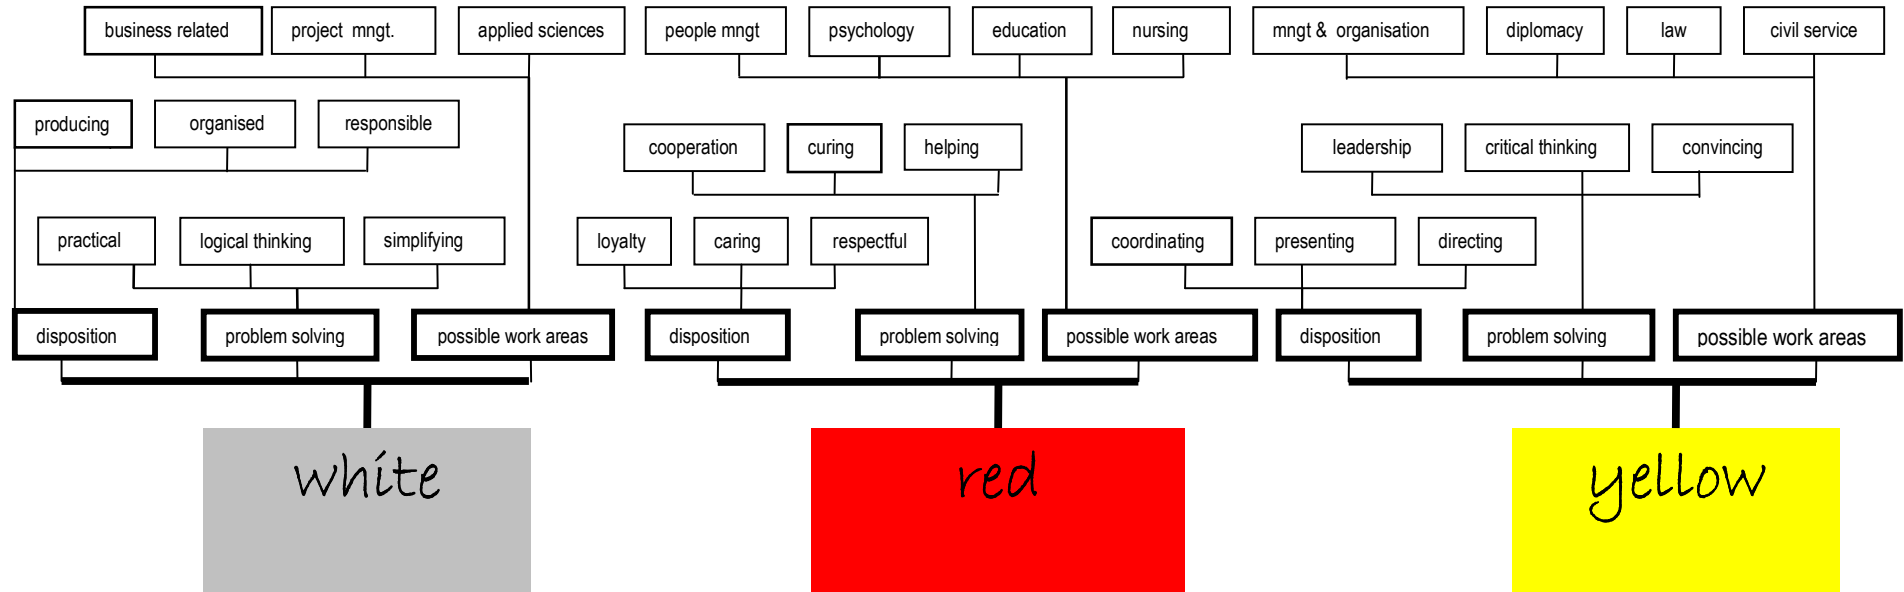 business related
project mngt.
applied sciences
people mngt
psychology
education
nursing
mngt & organisation
diplomacy
law
civil service
producing
organised
responsible
cooperation
curing
helping
leadership
critical thinking
convincing
practical
logical thinking
simplifying
loyalty
caring
respectful
coordinating
presenting
directing
disposition
problem solving
possible work areas
disposition
problem solving
possible work areas
disposition
problem solving
possible work areas
white
red
yellow